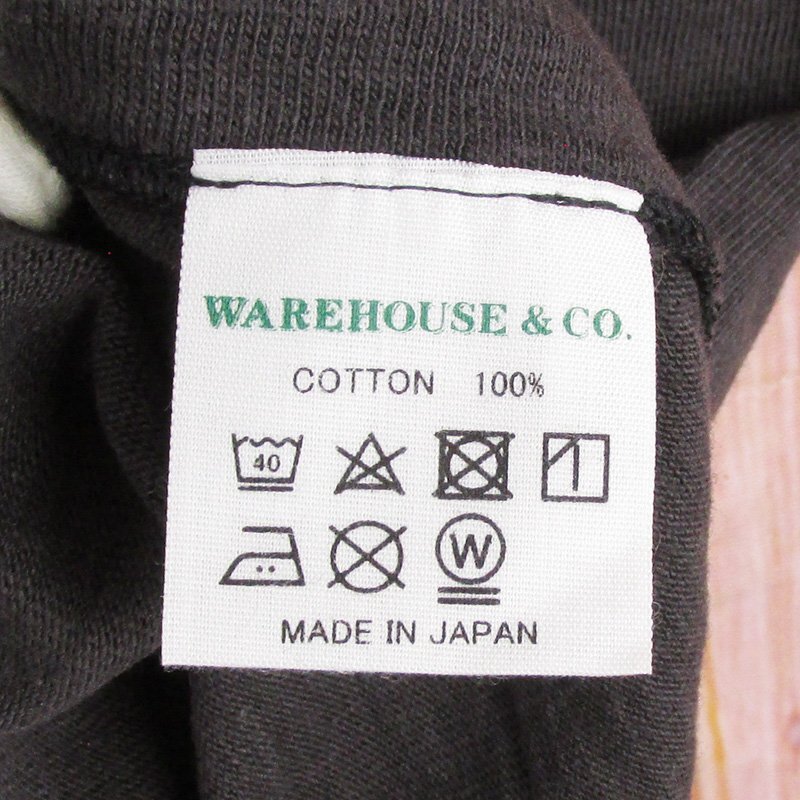 WAREHOUSE & CO.
COTTON 100%
40
W
MADE IN JAPAN